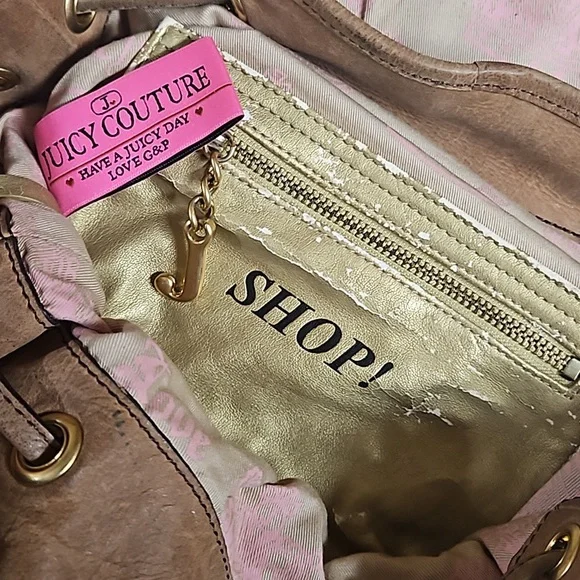 J.
JUICY COUTURE
♥ HAVE A JUICY DAY ♥
LOVE G&P
J
SHOP!